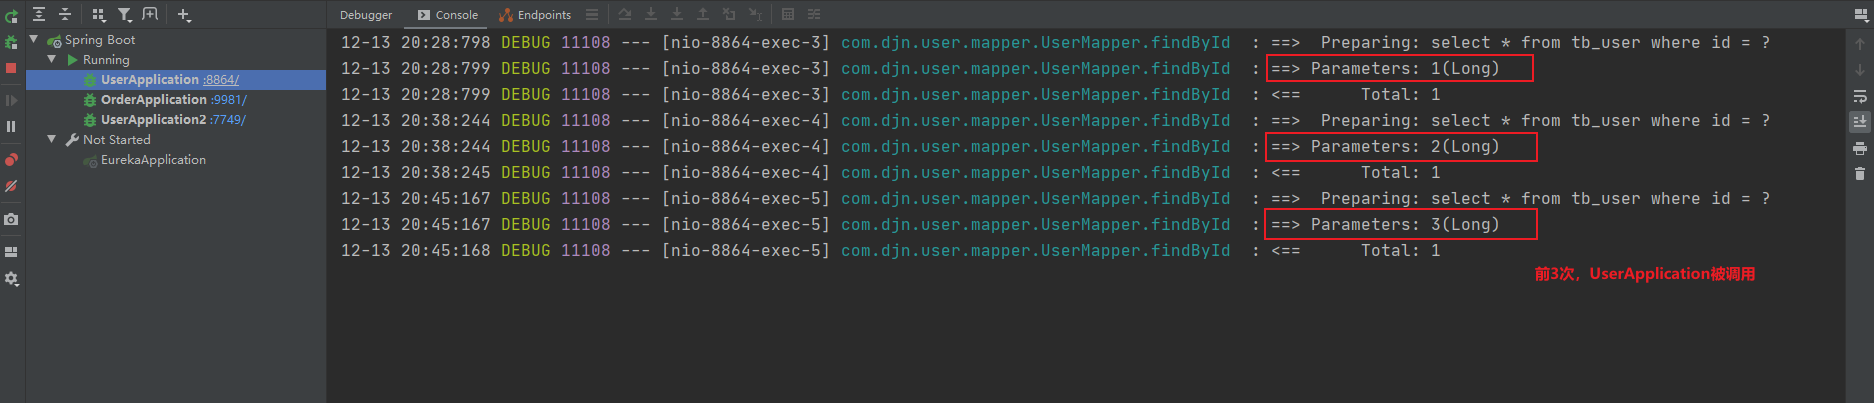 Debugger Console Endpoints
Spring Boot
Running
UserApplication :8864/
OrderApplication :9981/
UserApplication2 :7749/
Not Started
EurekaApplication
12-13 20:28:798 DEBUG 11108 --- [nio-8864-exec-3] com.djn.user.mapper.UserMapper.findById : ==> Preparing: select * from tb_user where id = ?
12-13 20:28:799 DEBUG 11108 --- [nio-8864-exec-3] com.djn.user.mapper.UserMapper.findById : ==> Parameters: 1(Long)
12-13 20:28:799 DEBUG 11108 --- [nio-8864-exec-3] com.djn.user.mapper.UserMapper.findById : <== Total: 1
12-13 20:38:244 DEBUG 11108 --- [nio-8864-exec-4] com.djn.user.mapper.UserMapper.findById : ==> Preparing: select * from tb_user where id = ?
12-13 20:38:244 DEBUG 11108 --- [nio-8864-exec-4] com.djn.user.mapper.UserMapper.findById : ==> Parameters: 2(Long)
12-13 20:38:245 DEBUG 11108 --- [nio-8864-exec-4] com.djn.user.mapper.UserMapper.findById : <== Total: 1
12-13 20:45:167 DEBUG 11108 --- [nio-8864-exec-5] com.djn.user.mapper.UserMapper.findById : ==> Preparing: select * from tb_user where id = ?
12-13 20:45:167 DEBUG 11108 --- [nio-8864-exec-5] com.djn.user.mapper.UserMapper.findById : ==> Parameters: 3(Long)
12-13 20:45:168 DEBUG 11108 --- [nio-8864-exec-5] com.djn.user.mapper.UserMapper.findById : <== Total: 1
前3次，UserApplication被调用